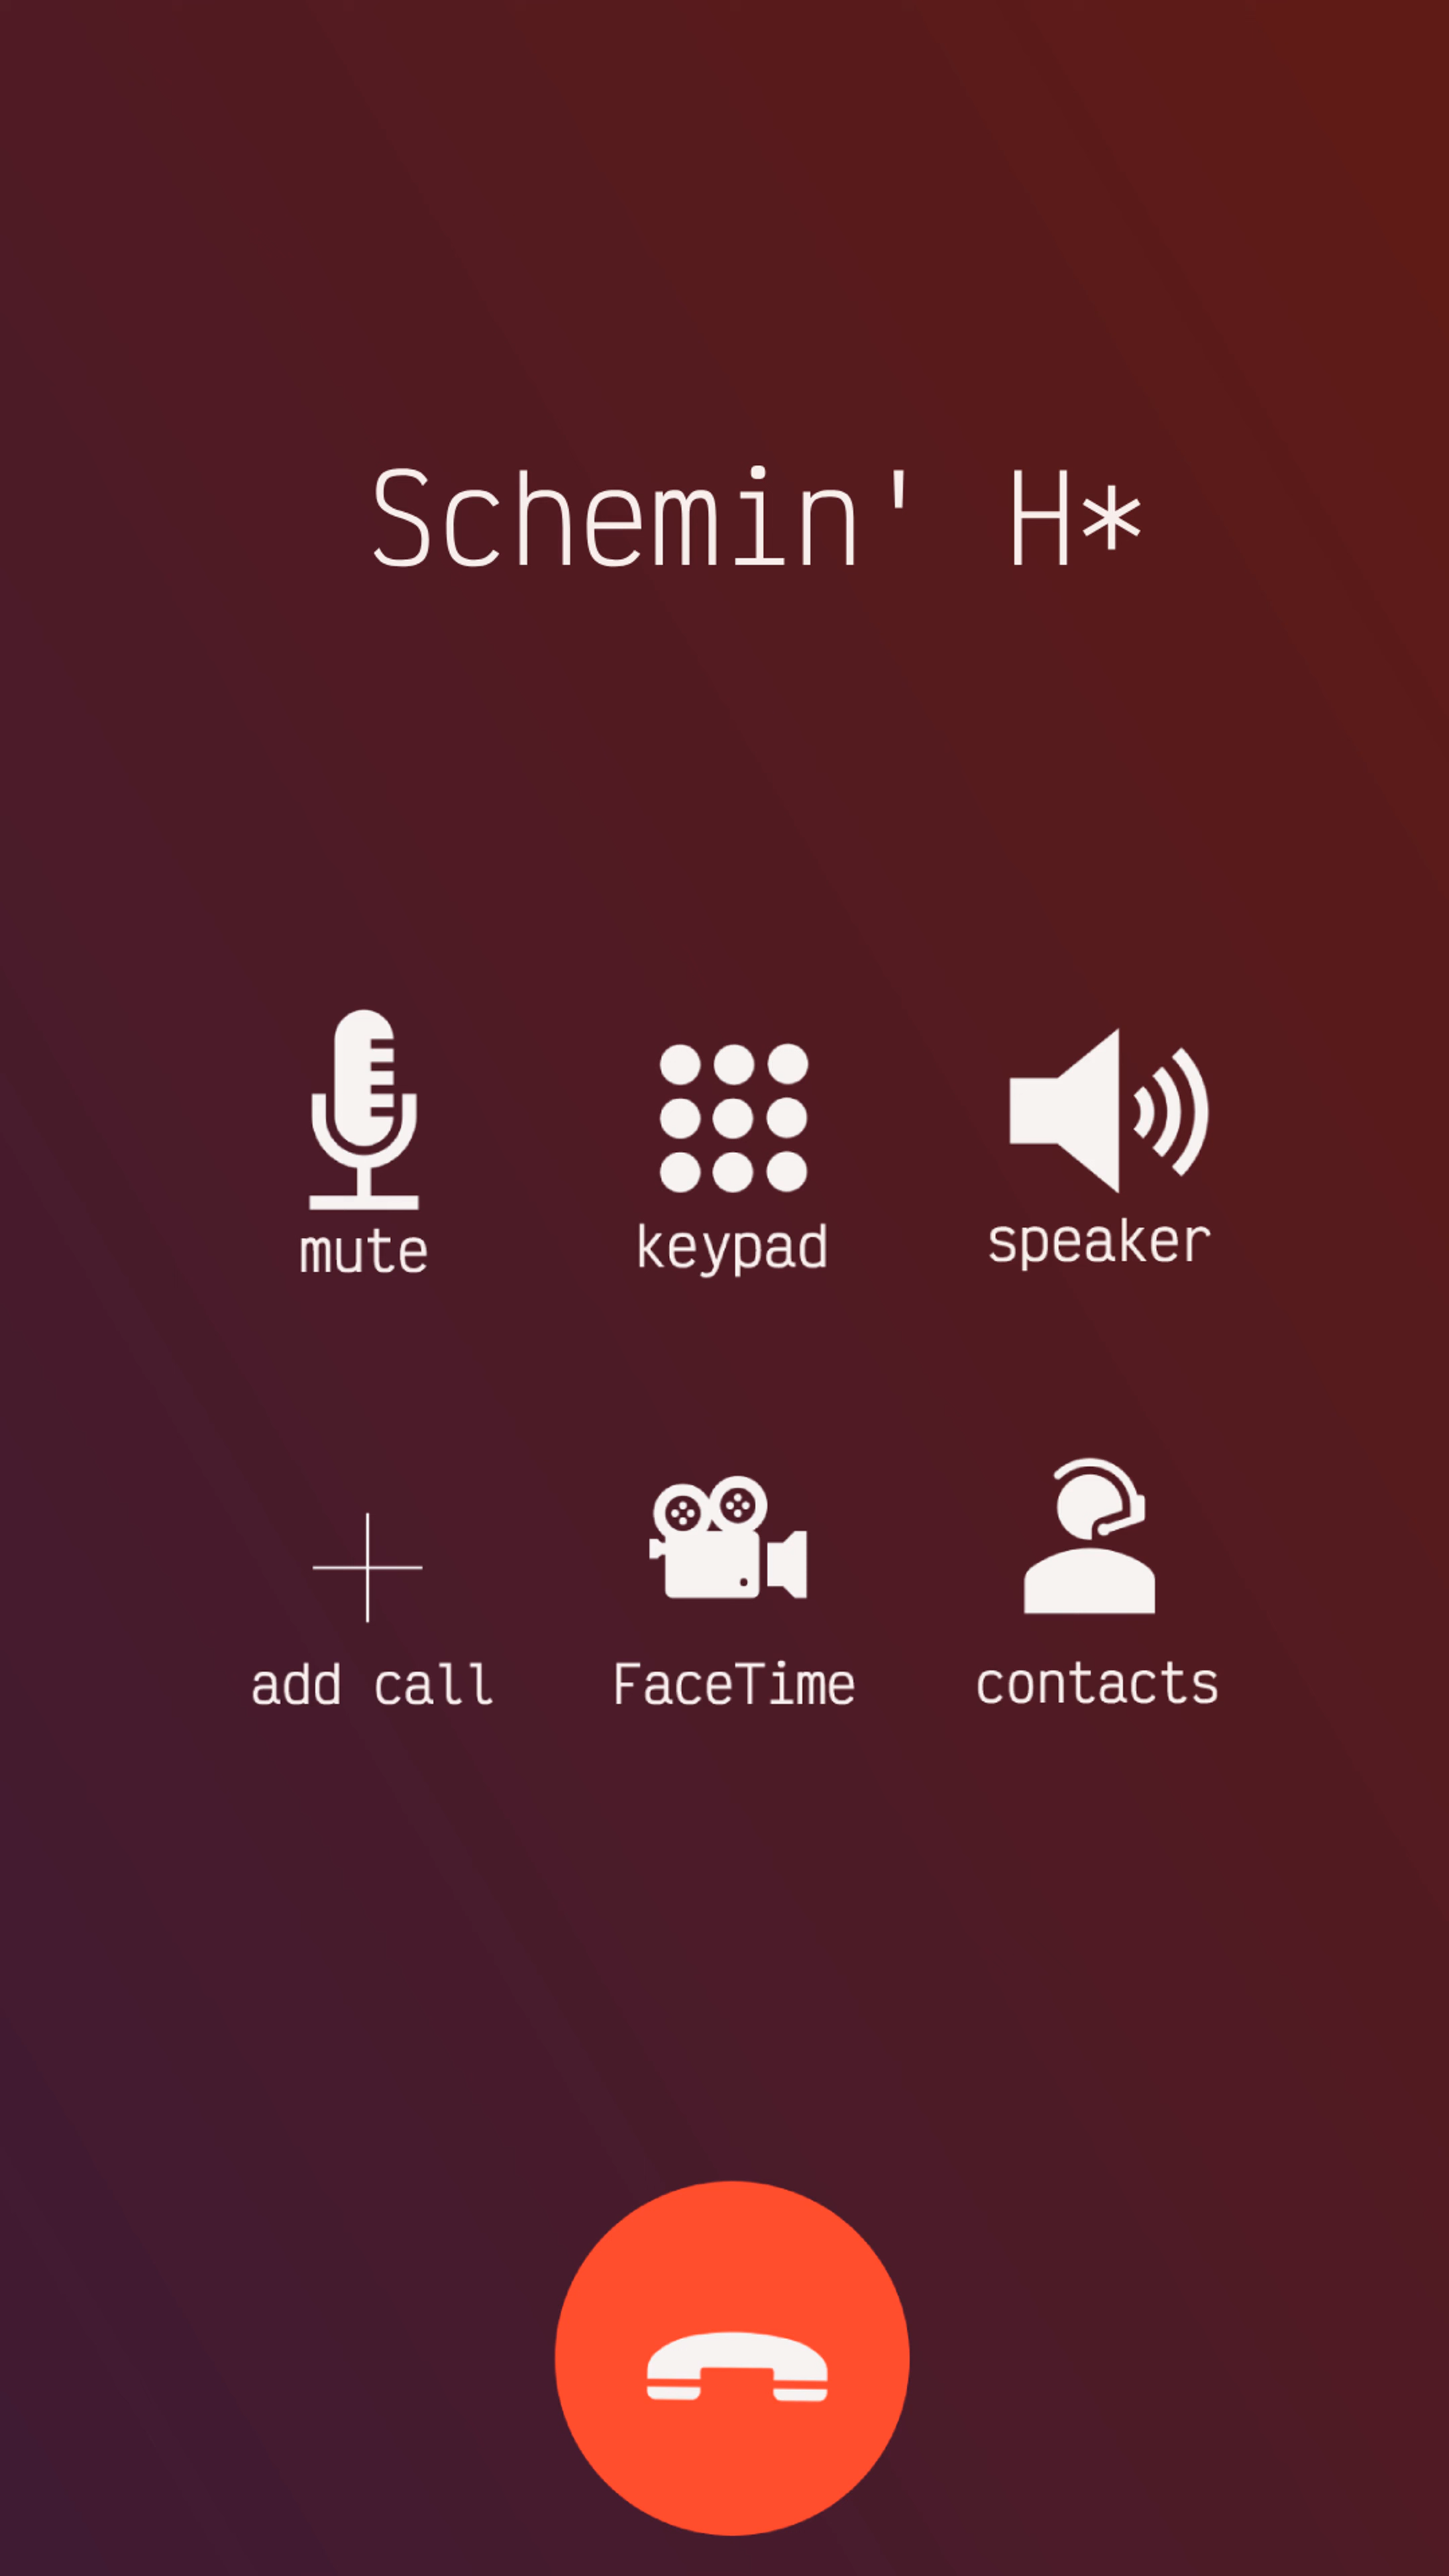 Schemin' H*
mute
keypad
speaker
add call
FaceTime
contacts